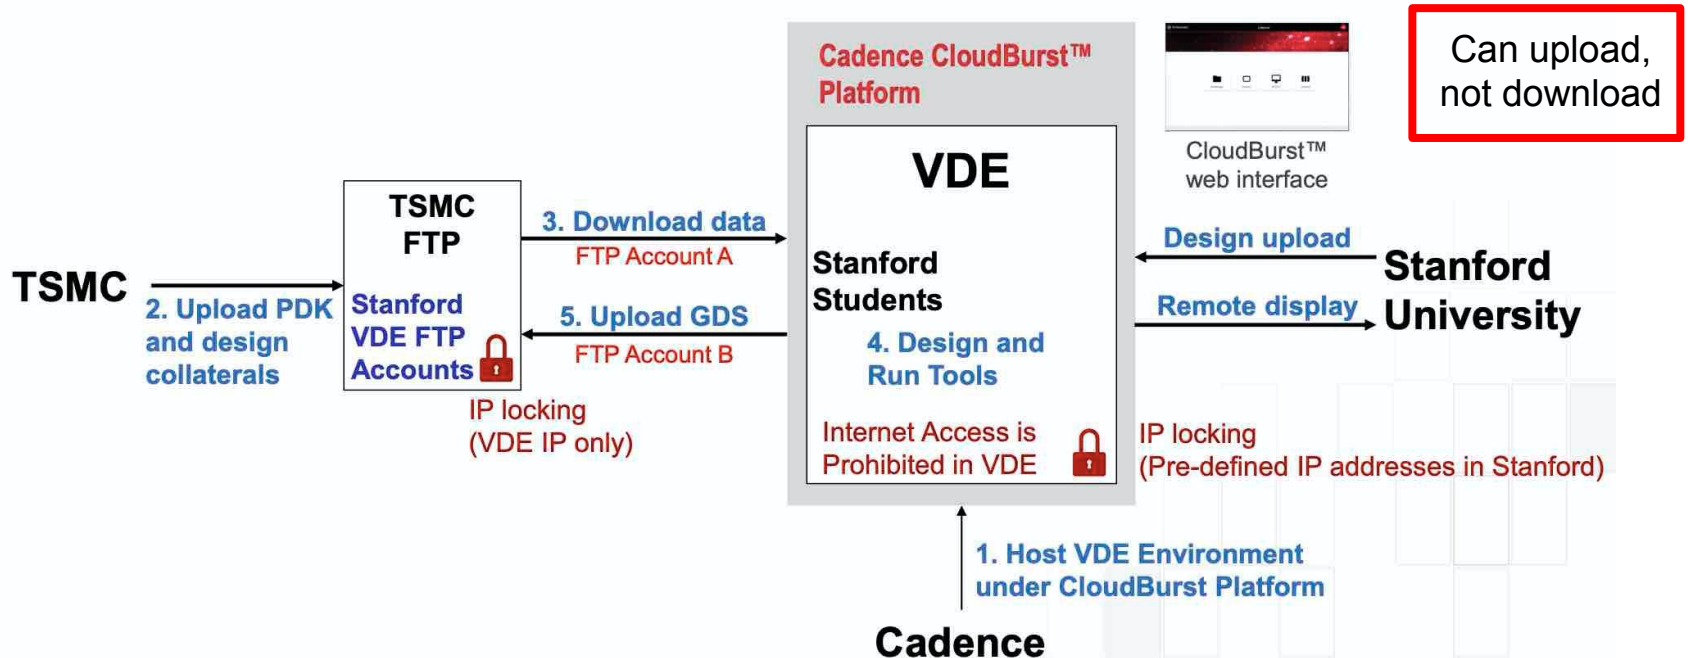 Cadence CloudBurst™
Platform
Can upload,
not download
CloudBurst™
web interface
VDE
TSMC
FTP
3. Download data
FTP Account A
Design upload
Stanford
University
Remote display
TSMC
2. Upload PDK
and design
collaterals
Stanford
VDE FTP
Accounts
5. Upload GDS
FTP Account B
Stanford
Students
4. Design and
Run Tools
IP locking
(VDE IP only)
Internet Access is
Prohibited in VDE
IP locking
(Pre-defined IP addresses in Stanford)
1. Host VDE Environment
under CloudBurst Platform
Cadence